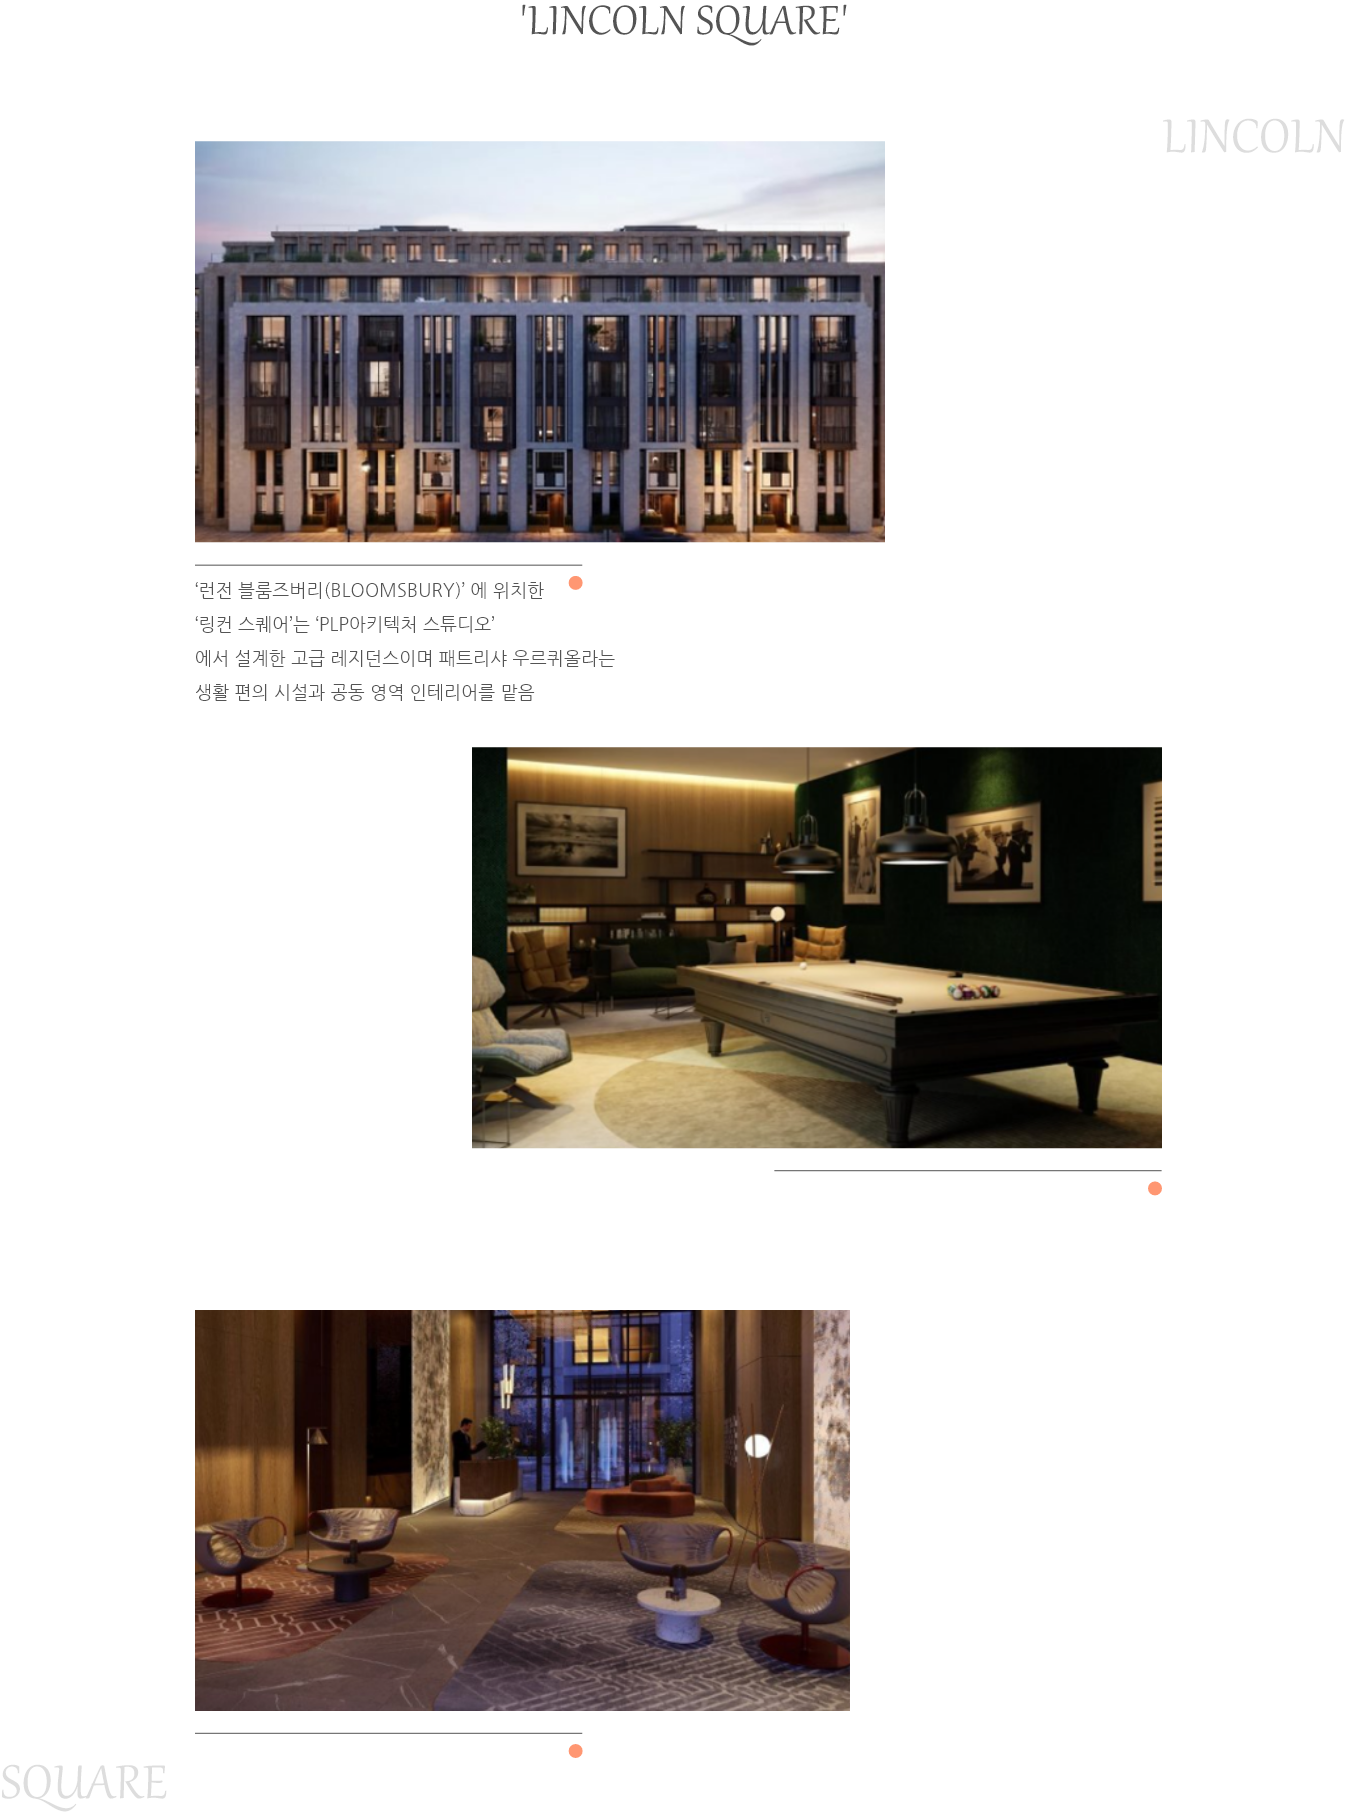 'LINCOLN SQUARE'
LINCOLN
‘런전 블룸즈버리(BLOOMSBURY)’ 에 위치한
‘링컨 스퀘어’는 ‘PLP아키텍처 스튜디오’
에서 설계한 고급 레지던스이며 패트리샤 우르퀴올라는
생활 편의 시설과 공동 영역 인테리어를 맡음
SQUARE